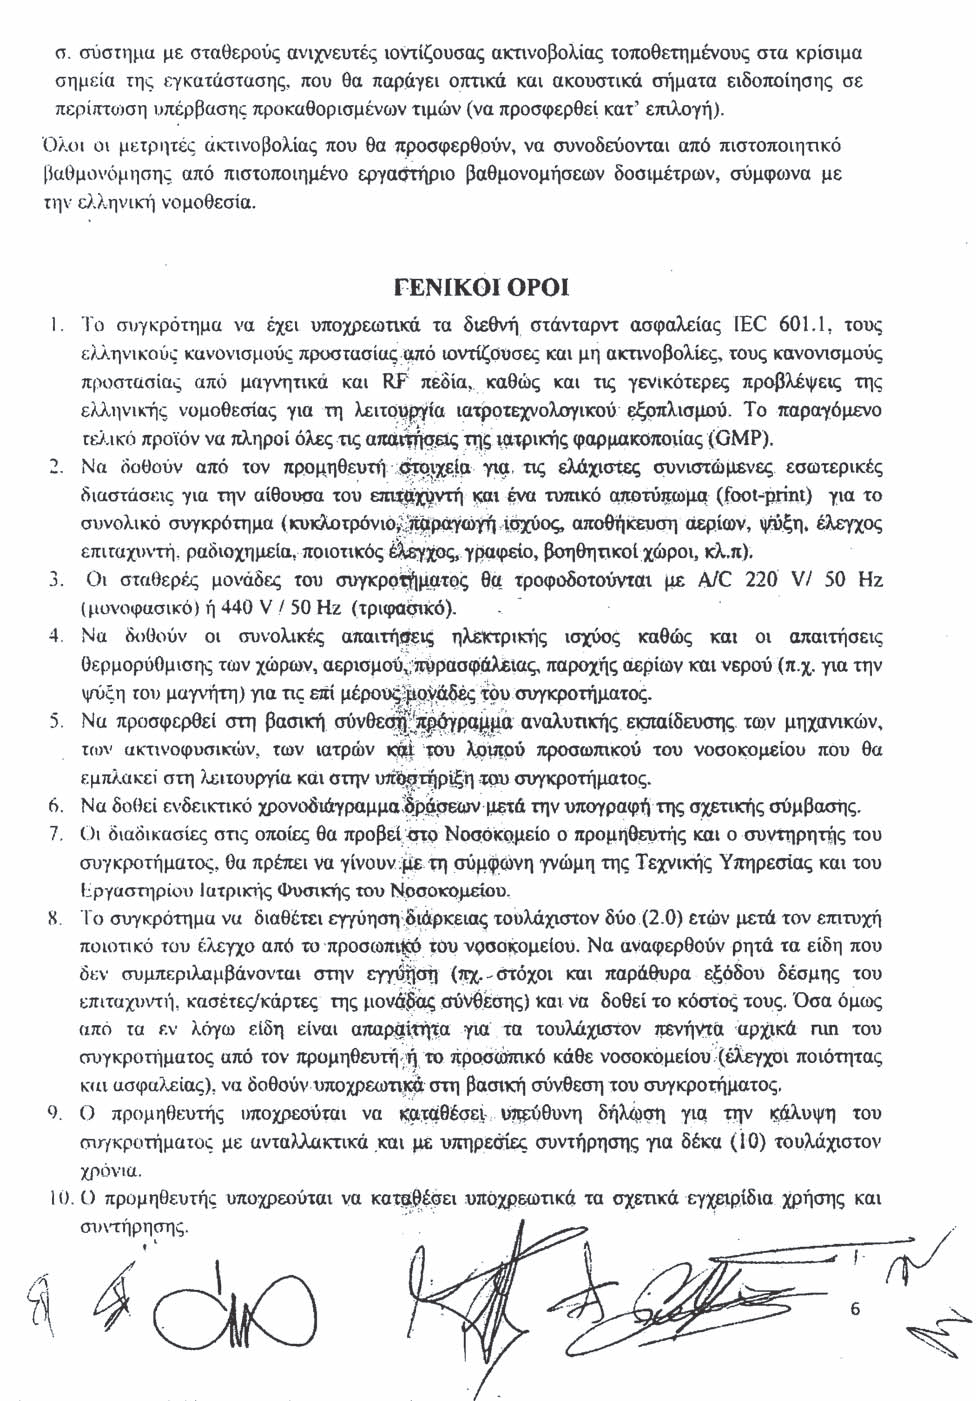 σ. σύστημα με σταθερούς ανιχνευτές ιοντίζουσας ακτινοβολίας τοποθετημένους στα κρίσιμα
σημεία της εγκατάστασης, που θα παράγει οπτικά και ακουστικά σήματα ειδοποίησης σε
περίπτωση υπέρβασης προκαθορισμένων τιμών (να προσφερθεί κατ’ επιλογή).
Όλοι οι μετρητές ακτινοβολίας που θα προσφερθούν, να συνοδεύονται από πιστοποιητικό
βαθμονόμησης από πιστοποιημένο εργαστήριο βαθμονομήσεων δοσιμέτρων, σύμφωνα με
την ελληνική νομοθεσία.
ΓΕΝΙΚΟΙ ΟΡΟΙ
1. Το συγκρότημα να έχει υποχρεωτικά τα διεθνή στάνταρντ ασφαλείας IEC 601.1, τους
ελληνικούς κανονισμούς προστασίας από ιοντίζουσες και μη ακτινοβολίες, τους κανονισμούς
προστασίας από μαγνητικά και RF πεδία, καθώς και τις γενικότερες προβλέψεις της
ελληνικής νομοθεσίας για τη λειτουργία ιατροτεχνολογικού εξοπλισμού. Το παραγόμενο
τελικό προϊόν να πληροί όλες τις απαιτήσεις της ιατρικής φαρμακοποιίας (GMP).
2. Να δοθούν από τον προμηθευτή στοιχεία για τις ελάχιστες συνιστώμενες εσωτερικές
διαστάσεις για την αίθουσα του επιταχυντή και ένα τυπικό αποτύπωμα (foot-print) για το
συνολικό συγκρότημα (κυκλοτρόνιο, παραγωγή ισχύος, αποθήκευση αερίων, ψύξη, έλεγχος
επιταχυντή, ραδιοχημεία, ποιοτικός έλεγχος, γραφείο, βοηθητικοί χώροι, κλ.π).
3. Οι σταθερές μονάδες του συγκροτήματος θα τροφοδοτούνται με A/C 220 V/ 50 Hz
(μονοφασικό) ή 440 V / 50 Hz (τριφασικό).
4. Να δοθούν οι συνολικές απαιτήσεις ηλεκτρικής ισχύος καθώς και οι απαιτήσεις
θερμορύθμισης των χώρων, αερισμού, πυρασφάλειας, παροχής αερίων και νερού (π.χ. για την
ψύξη του μαγνήτη) για τις επί μέρους μονάδες του συγκροτήματος.
5. Να προσφερθεί στη βασική σύνθεση πρόγραμμα αναλυτικής εκπαίδευσης των μηχανικών,
των ακτινοφυσικών, των ιατρών και του λοιπού προσωπικού του νοσοκομείου που θα
εμπλακεί στη λειτουργία και στην υποστήριξη του συγκροτήματος.
6. Να δοθεί ενδεικτικό χρονοδιάγραμμα δράσεων μετά την υπογραφή της σχετικής σύμβασης.
7. Οι διαδικασίες στις οποίες θα προβεί στο Νοσοκομείο ο προμηθευτής και ο συντηρητής του
συγκροτήματος, θα πρέπει να γίνουν με τη σύμφωνη γνώμη της Τεχνικής Υπηρεσίας και του
Εργαστηρίου Ιατρικής Φυσικής του Νοσοκομείου.
8. Το συγκρότημα να διαθέτει εγγύηση διάρκειας τουλάχιστον δύο (2.0) ετών μετά τον επιτυχή
ποιοτικό του έλεγχο από το προσωπικό του νοσοκομείου. Να αναφερθούν ρητά τα είδη που
δεν συμπεριλαμβάνονται στην εγγύηση (πχ. στόχοι και παράθυρα εξόδου δέσμης του
επιταχυντή, κασέτες/κάρτες της μονάδας σύνθεσης) και να δοθεί το κόστος τους. Όσα όμως
από τα εν λόγω είδη είναι απαραίτητα για τα τουλάχιστον πενήντα αρχικά run του
συγκροτήματος από τον προμηθευτή ή το προσωπικό κάθε νοσοκομείου (έλεγχοι ποιότητας
και ασφαλείας), να δοθούν υποχρεωτικά στη βασική σύνθεση του συγκροτήματος.
9. Ο προμηθευτής υποχρεούται να καταθέσει υπεύθυνη δήλωση για την κάλυψη του
συγκροτήματος με ανταλλακτικά και με υπηρεσίες συντήρησης για δέκα (10) τουλάχιστον
χρόνια.
10. Ο προμηθευτής υποχρεούται να καταθέσει υποχρεωτικά τα σχετικά εγχειρίδια χρήσης και
συντήρησης.
6